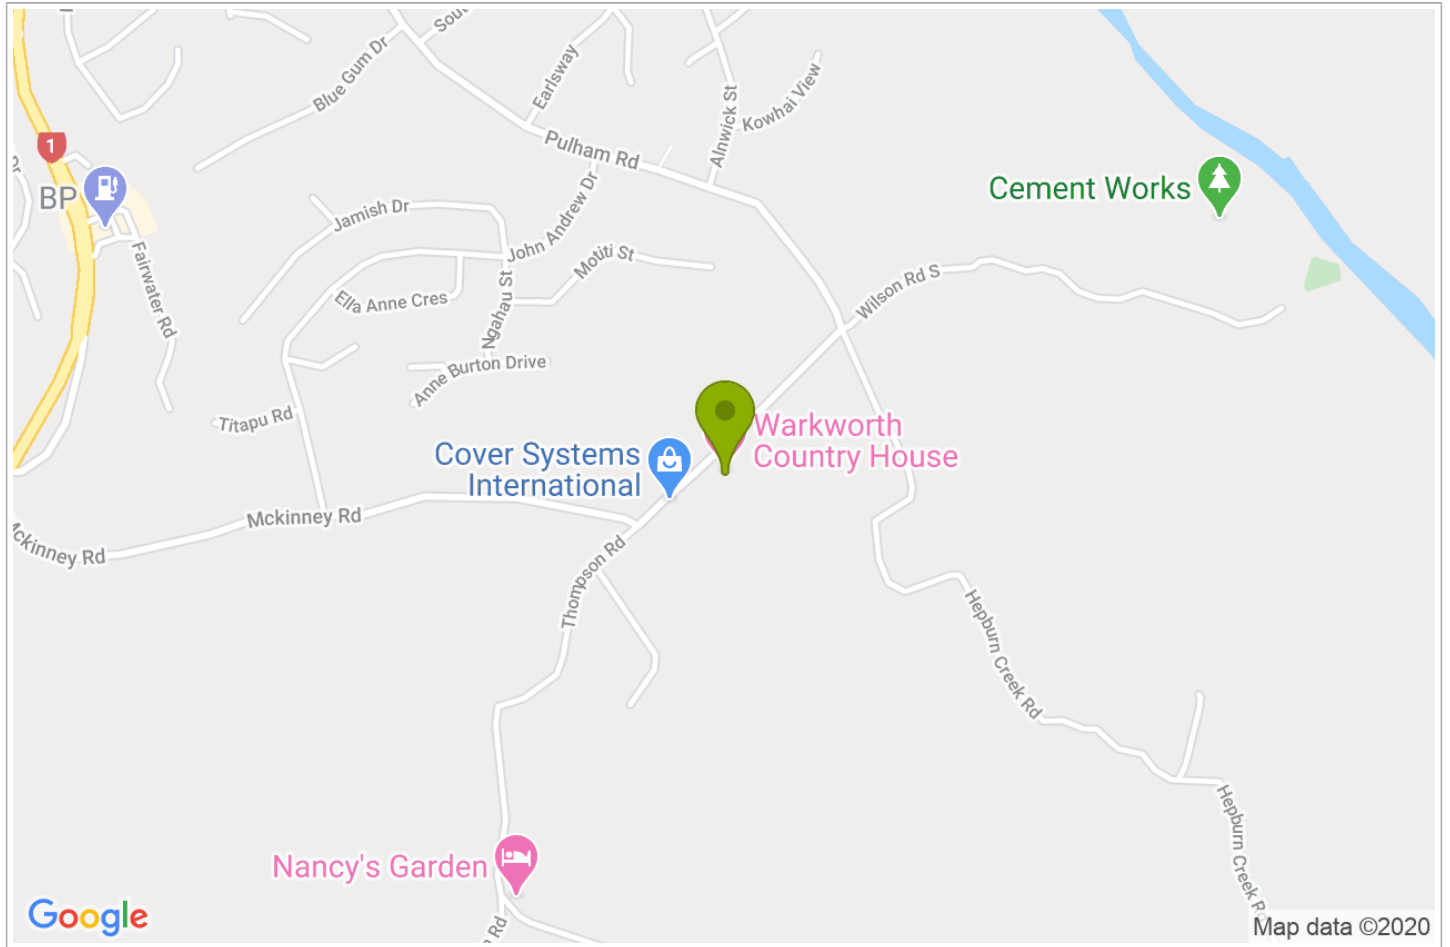 Sout
Blue Gum Dr
Earlsway
Kowhai View
Alnwick St
1
Pulham Rd
BP
Cement Works
Jamish Dr
John Andrew Dr
Motiti St
Fairwater Rd
Ella Anne Cres
Ngahau St
Wilson Rd S
Anne Burton Drive
Titapu Rd
Warkworth
Country House
Cover Systems
International
Mckinney Rd
Mckinney Rd
Thompson Rd
Hepburn Creek Rd
Hepburn Creek Rd
Nancy's Garden
Rd
Google
Map data ©2020